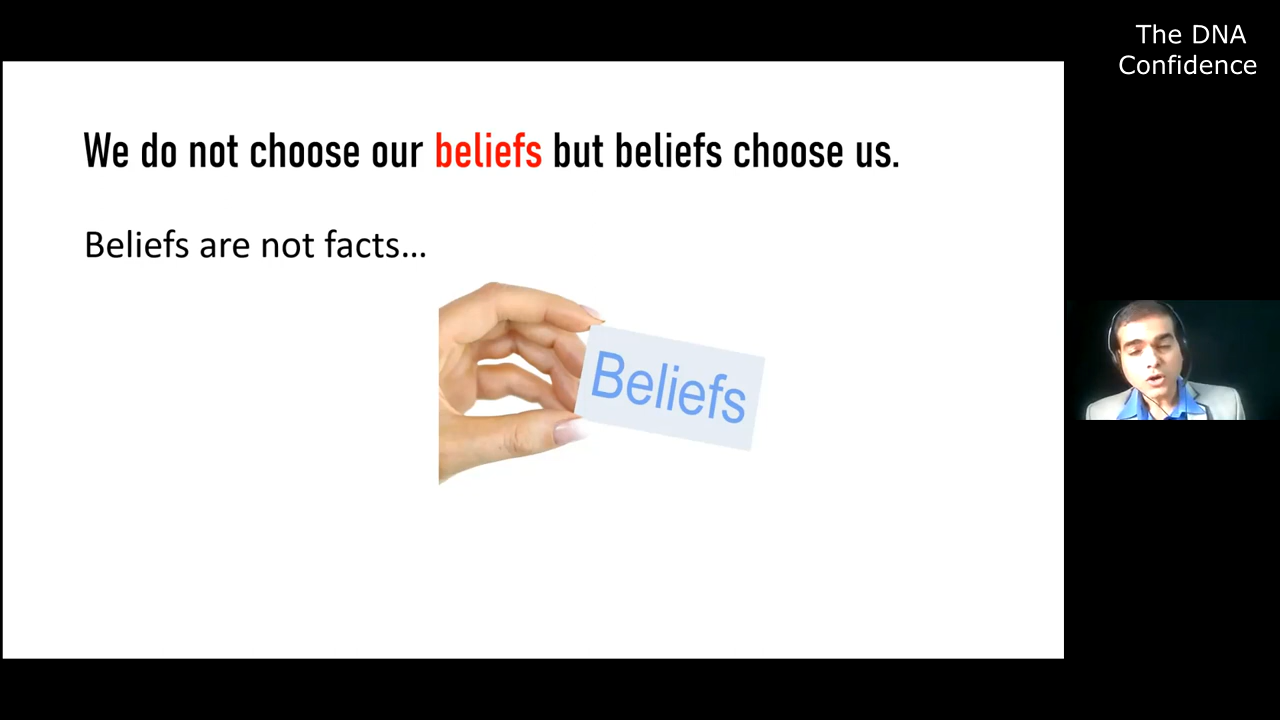 The DNA
Confidence
We do not choose our beliefs but beliefs choose us.
Beliefs are not facts...
Beliefs